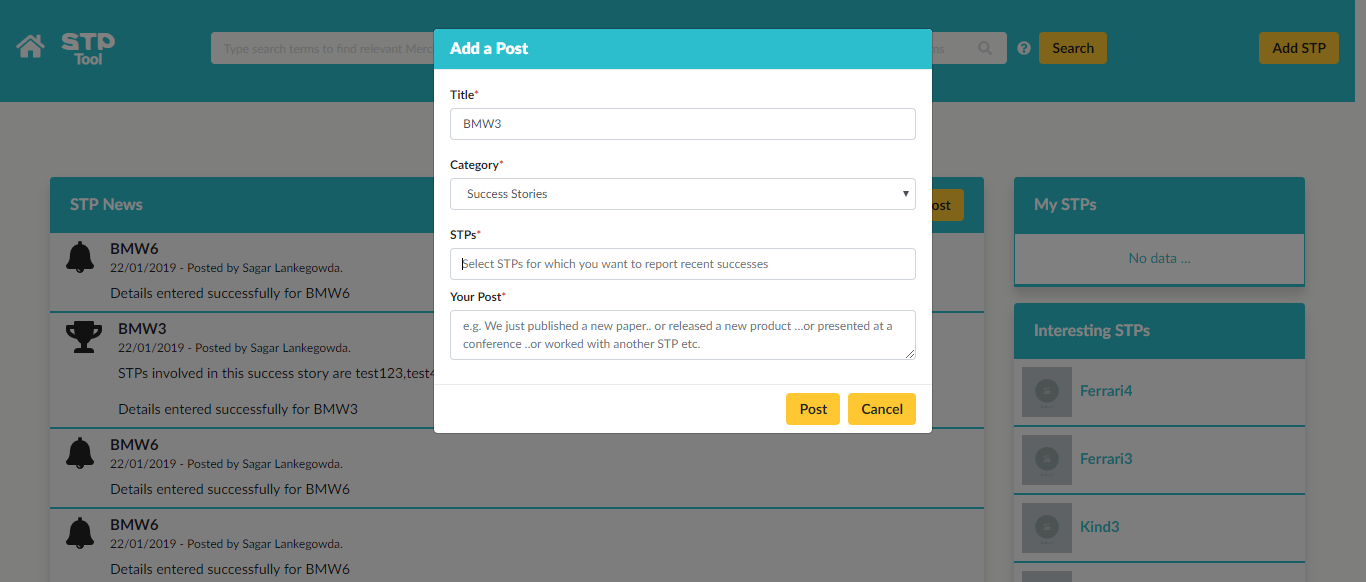 STP
Tool
Type search terms to find relevant Merc
ms
?
Search
Add STP
Add a Post
Title*
BMW3
Category*
Success Stories
STPs*
Select STPs for which you want to report recent successes
Your Post*
e.g. We just published a new paper.. or released a new product ...or presented at a
conference ..or worked with another STP etc.
Post
Cancel
STP News
ost
BMW6
22/01/2019 - Posted by Sagar Lankegowda.
Details entered successfully for BMW6
BMW3
22/01/2019 - Posted by Sagar Lankegowda.
STPs involved in this success story are test123,test4
Details entered successfully for BMW3
BMW6
22/01/2019 - Posted by Sagar Lankegowda.
Details entered successfully for BMW6
BMW6
22/01/2019 - Posted by Sagar Lankegowda.
Details entered successfully for BMW6
My STPs
No data ...
Interesting STPs
Ferrari4
Ferrari3
Kind3